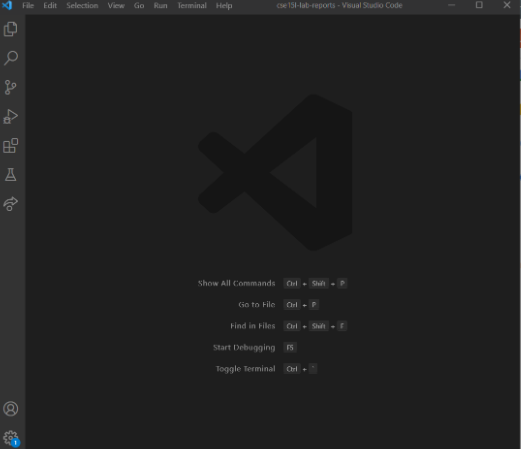 File Edit Selection View Go Run Terminal Help cse15l-lab-reports - Visual Studio Code
Show All Commands Ctrl + Shift + P
Go to File Ctrl + P
Find in Files Ctrl + Shift + F
Start Debugging F5
Toggle Terminal Ctrl + `
1